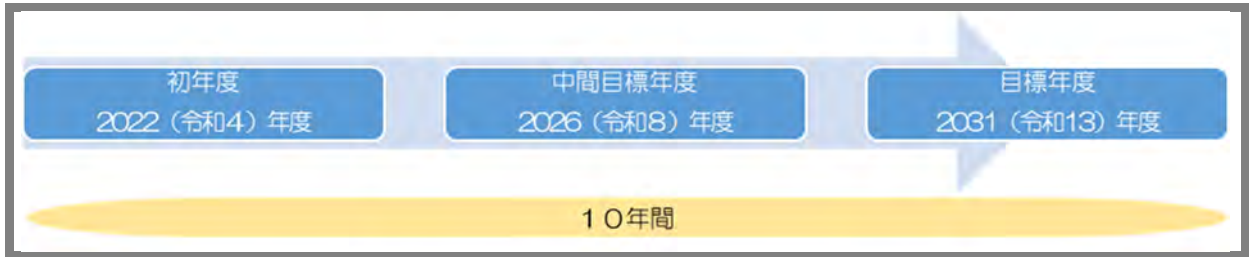 初年度
2022（令和4）年度
中間目標年度
2026（令和8）年度
目標年度
2031（令和13）年度
１０年間